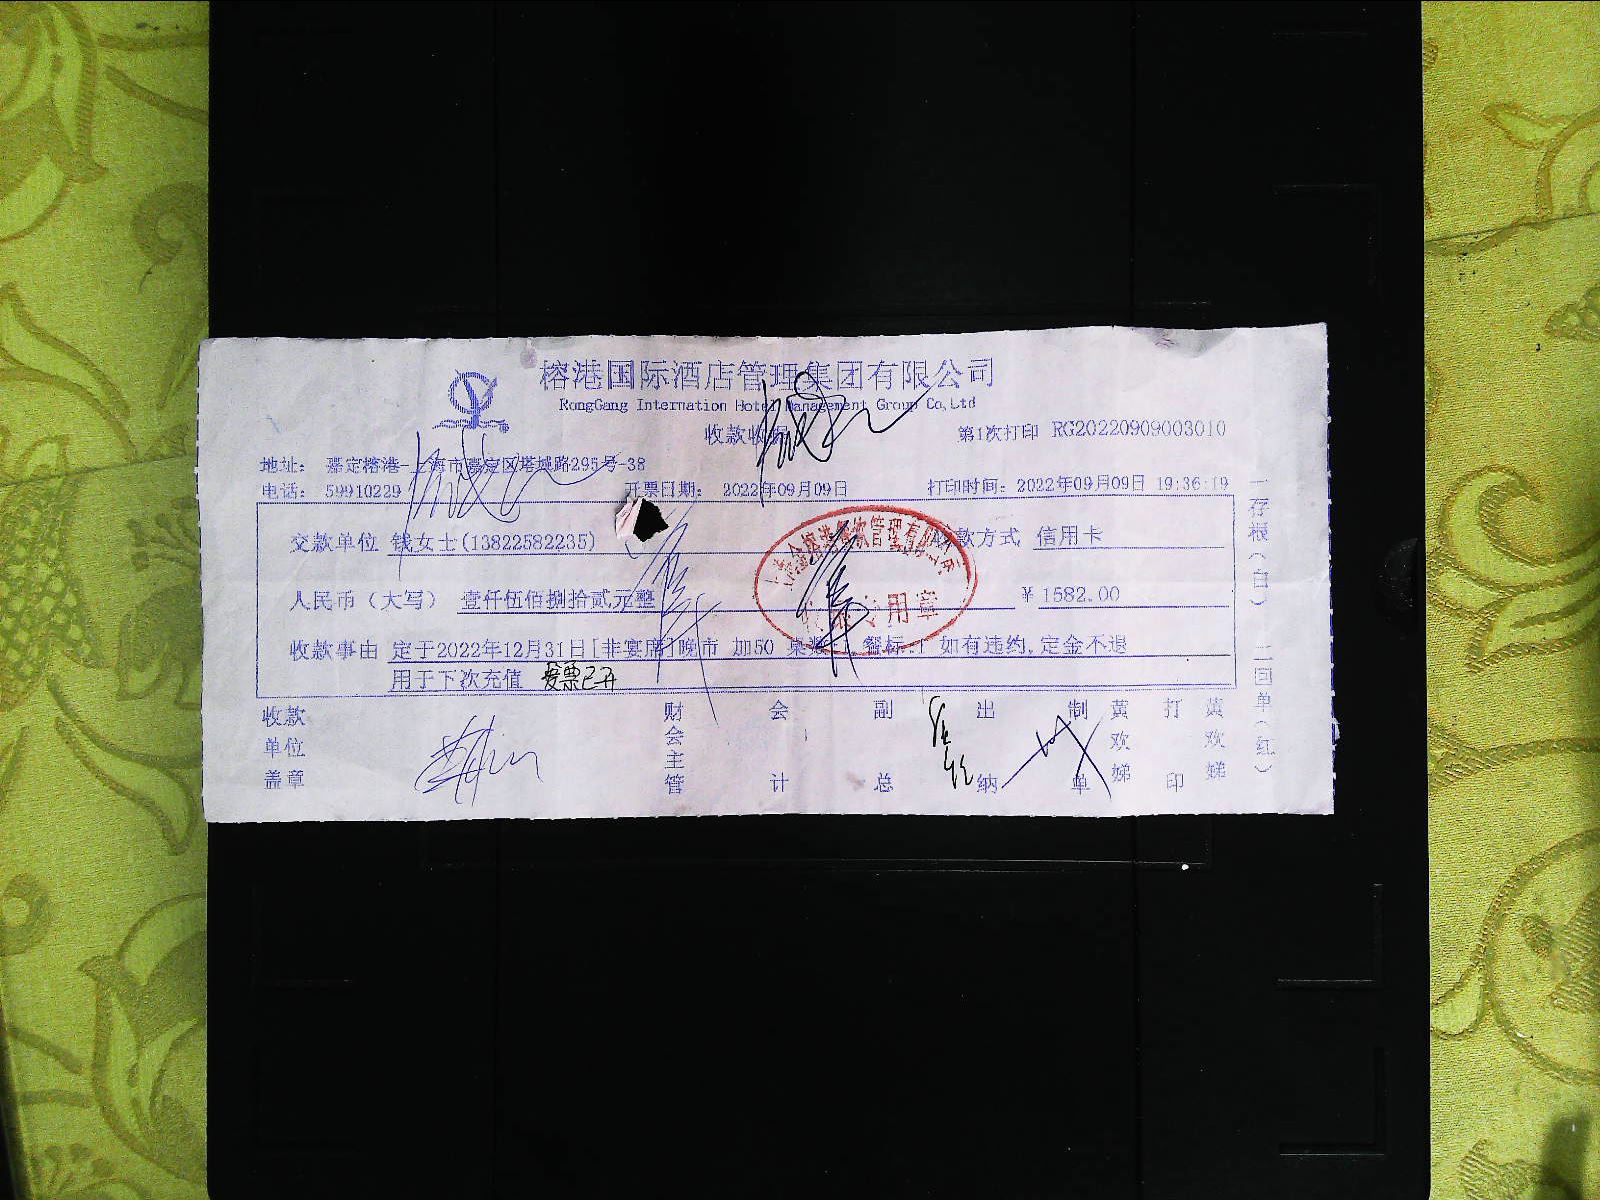 榕港国际酒店管理集团有限公司
RongGang Internation Hotel Management Group Co,Ltd
收款收据
第1次打印 RG20220909003010
地址： 嘉定榕港-上海市嘉定区塔城路295号-38
电话： 59910229 开票日期： 2022年09月09日 打印时间：2022年09月09日 19:36:19
交款单位 钱女士(13822582235) 收款方式 信用卡
人民币（大写） 壹仟伍佰捌拾贰元整 ￥1582.00
收款事由 定于2022年12月31日[非宴席]晚市 加50 桌数 餐标:1 如有违约,定金不退
用于下次充值 发票已开
收款单位盖章 财会主管 会计 副总 出纳 制单 黄欢娣 打印 黄欢娣
一存根（白） 二回单（红）
专用章